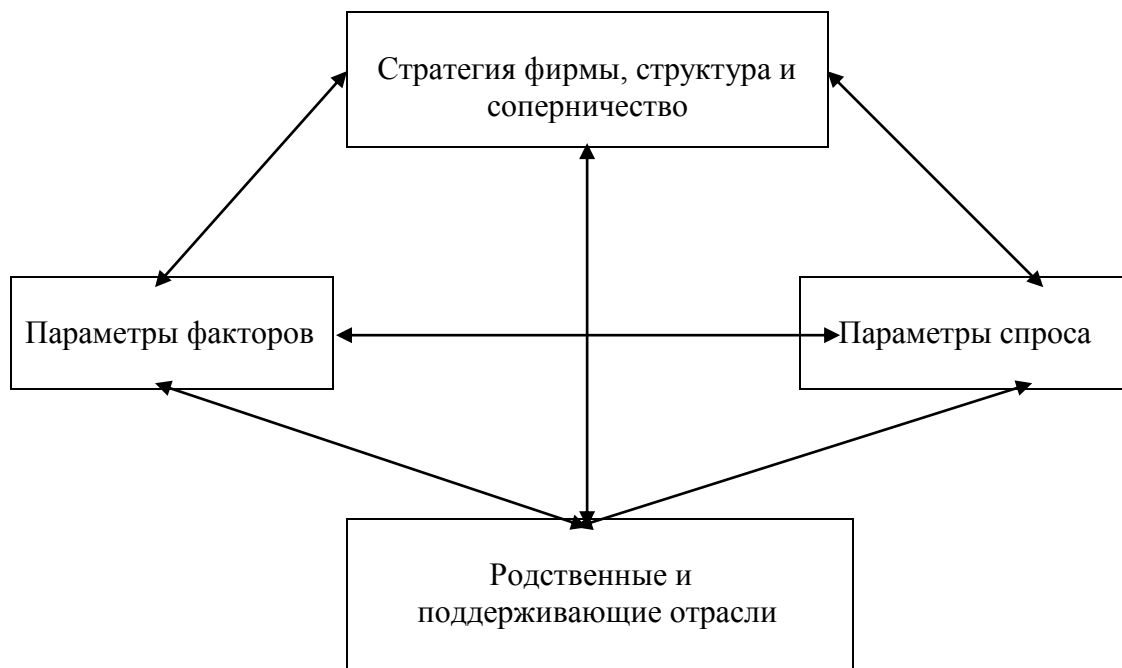 Стратегия фирмы, структура и
соперничество
Параметры факторов
Параметры спроса
Родственные и
поддерживающие отрасли